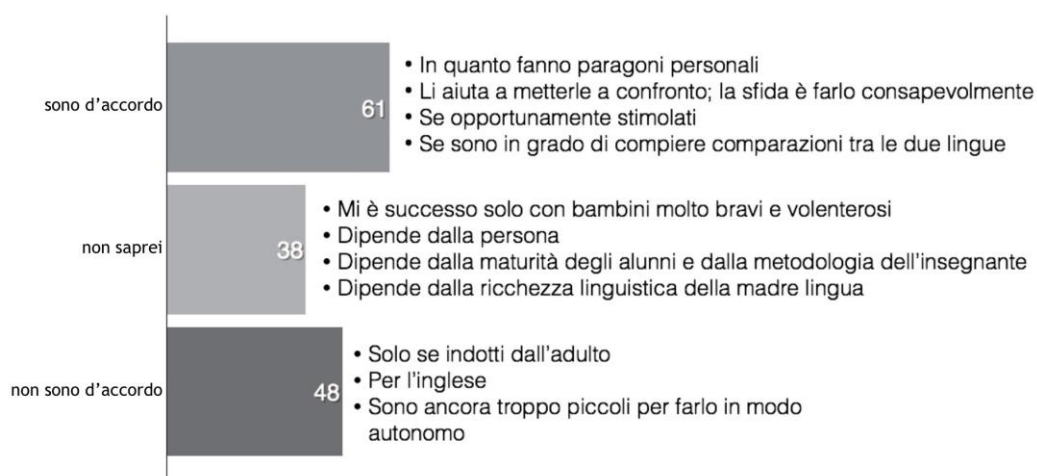 sono d'accordo
61
• In quanto fanno paragoni personali
• Li aiuta a metterle a confronto; la sfida è farlo consapevolmente
• Se opportunamente stimolati
• Se sono in grado di compiere comparazioni tra le due lingue
non saprei
38
• Mi è successo solo con bambini molto bravi e volenterosi
• Dipende dalla persona
• Dipende dalla maturità degli alunni e dalla metodologia dell'insegnante
• Dipende dalla ricchezza linguistica della madre lingua
non sono d'accordo
48
• Solo se indotti dall'adulto
• Per l'inglese
• Sono ancora troppo piccoli per farlo in modo
autonomo